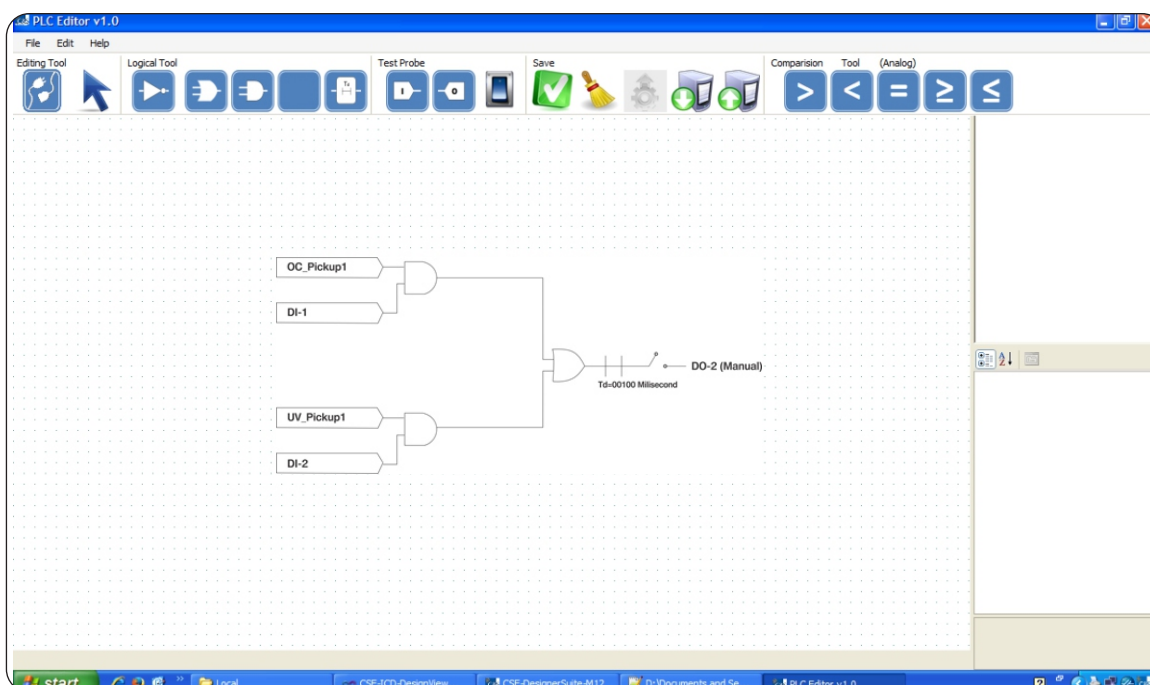 PLC Editor v1.0
File Edit Help
Editing Tool Logical Tool Test Probe Save Comparision Tool (Analog)
I O > < = ≥ ≤
OC_Pickup1
DI-1
DO-2 (Manual)
Td=00100 Milisecond
UV_Pickup1
DI-2
start Local CSE-ICD-DesignView CSE-DesignerSuite-M12 D:\Documents and Se... PLC Editor v1.0